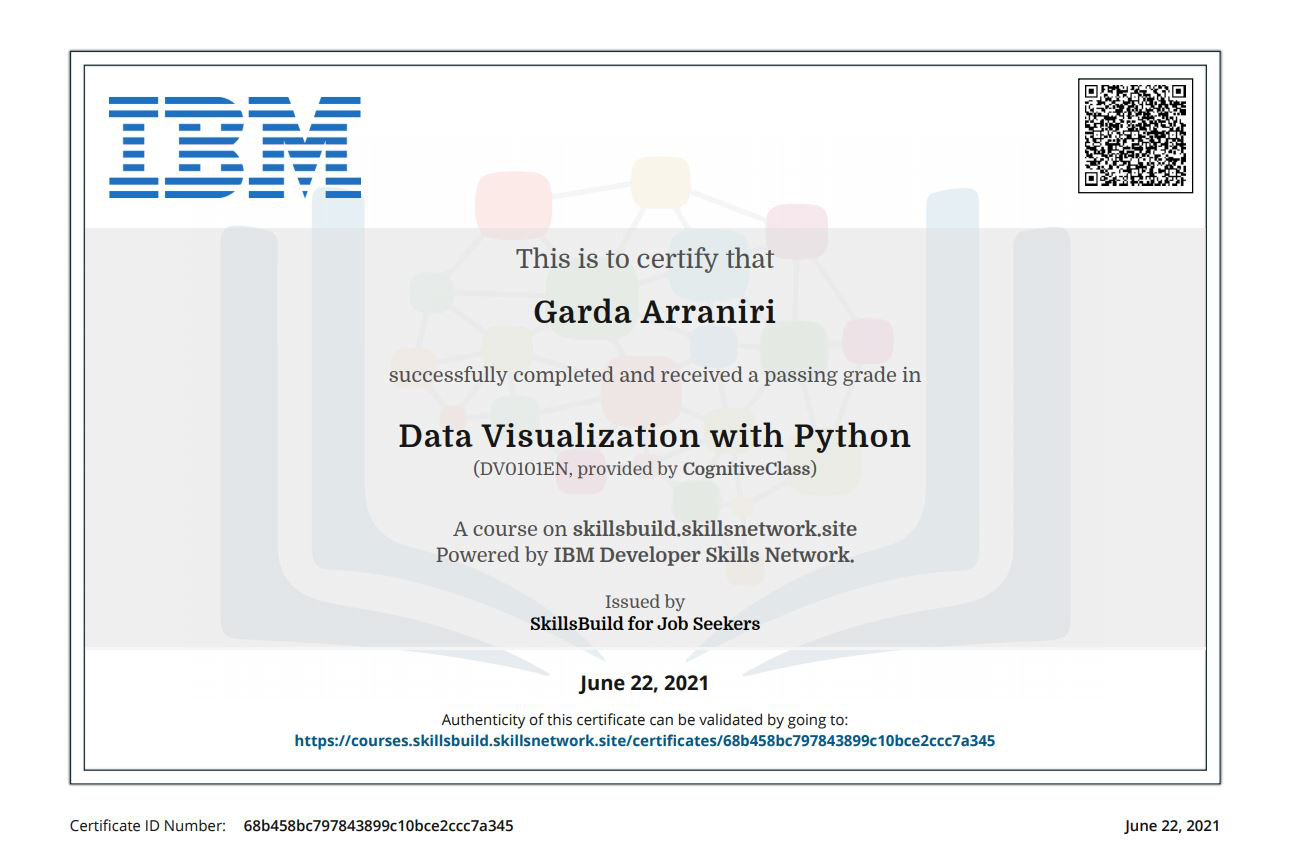 IBM
This is to certify that
Garda Arraniri
successfully completed and received a passing grade in
Data Visualization with Python
(DV0101EN, provided by CognitiveClass)
A course on skillsbuild.skillsnetwork.site
Powered by IBM Developer Skills Network.
Issued by
SkillsBuild for Job Seekers
June 22, 2021
Authenticity of this certificate can be validated by going to:
https://courses.skillsbuild.skillsnetwork.site/certificates/68b458bc797843899c10bce2ccc7a345
Certificate ID Number: 68b458bc797843899c10bce2ccc7a345
June 22, 2021